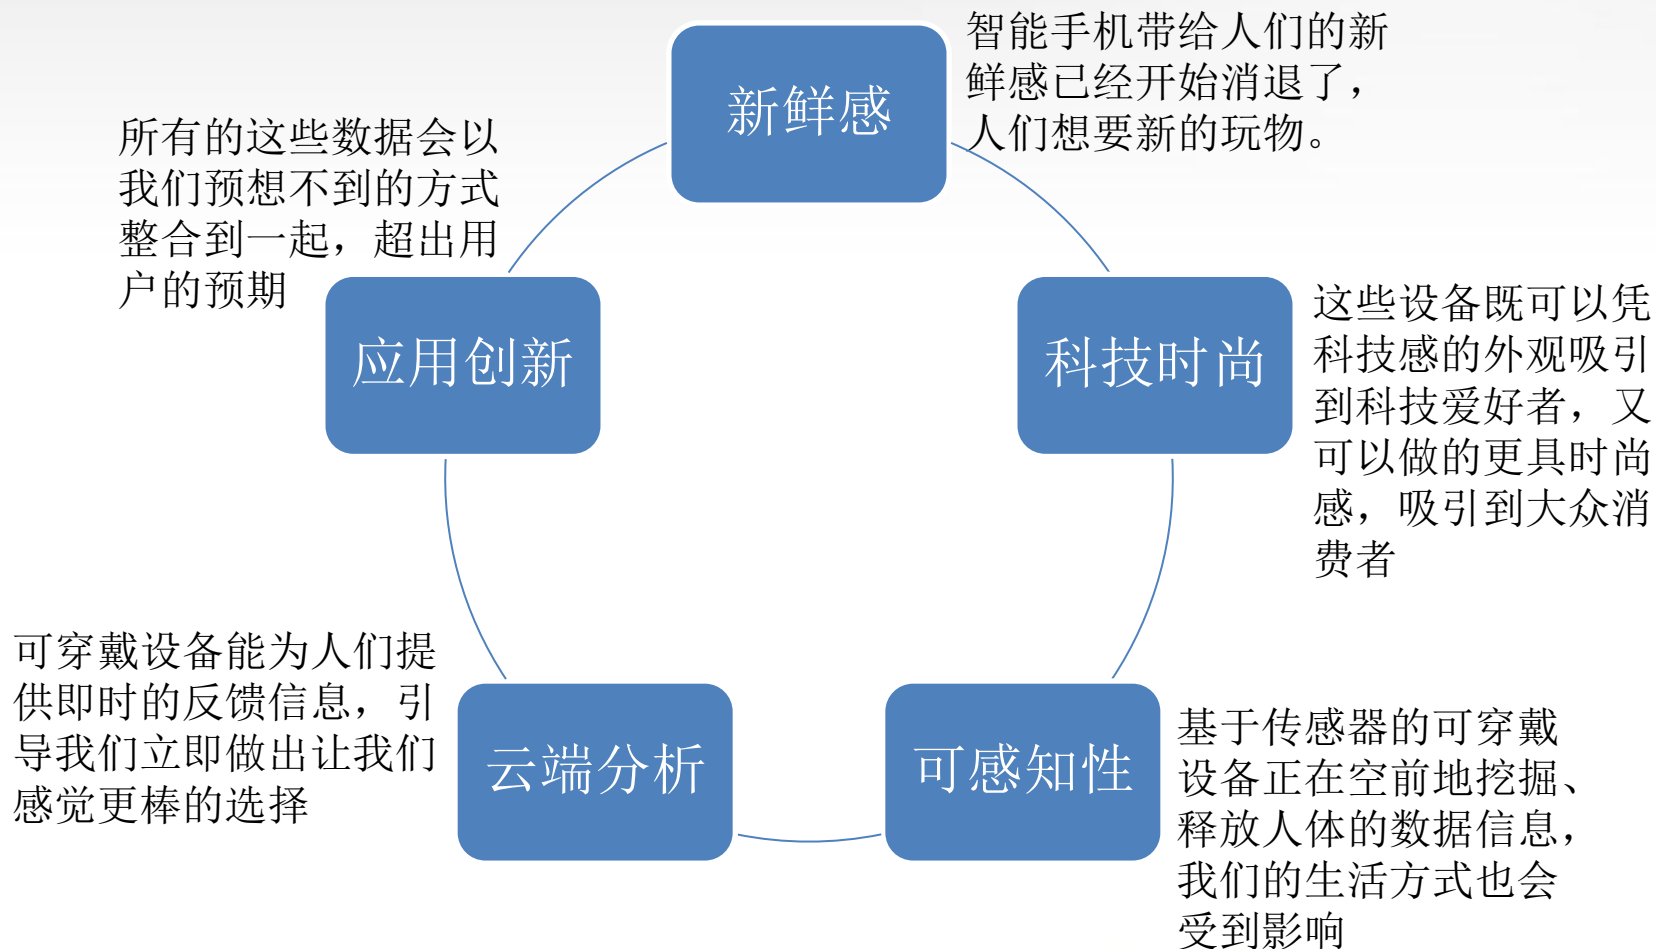 新鲜感
智能手机带给人们的新
鲜感已经开始消退了，
人们想要新的玩物。
科技时尚
这些设备既可以凭
科技感的外观吸引
到科技爱好者，又
可以做的更具时尚
感，吸引到大众消
费者
可感知性
基于传感器的可穿戴
设备正在空前地挖掘、
释放人体的数据信息，
我们的生活方式也会
受到影响
云端分析
可穿戴设备能为人们提
供即时的反馈信息，引
导我们立即做出让我们
感觉更棒的选择
应用创新
所有的这些数据会以
我们预想不到的方式
整合到一起，超出用
户的预期